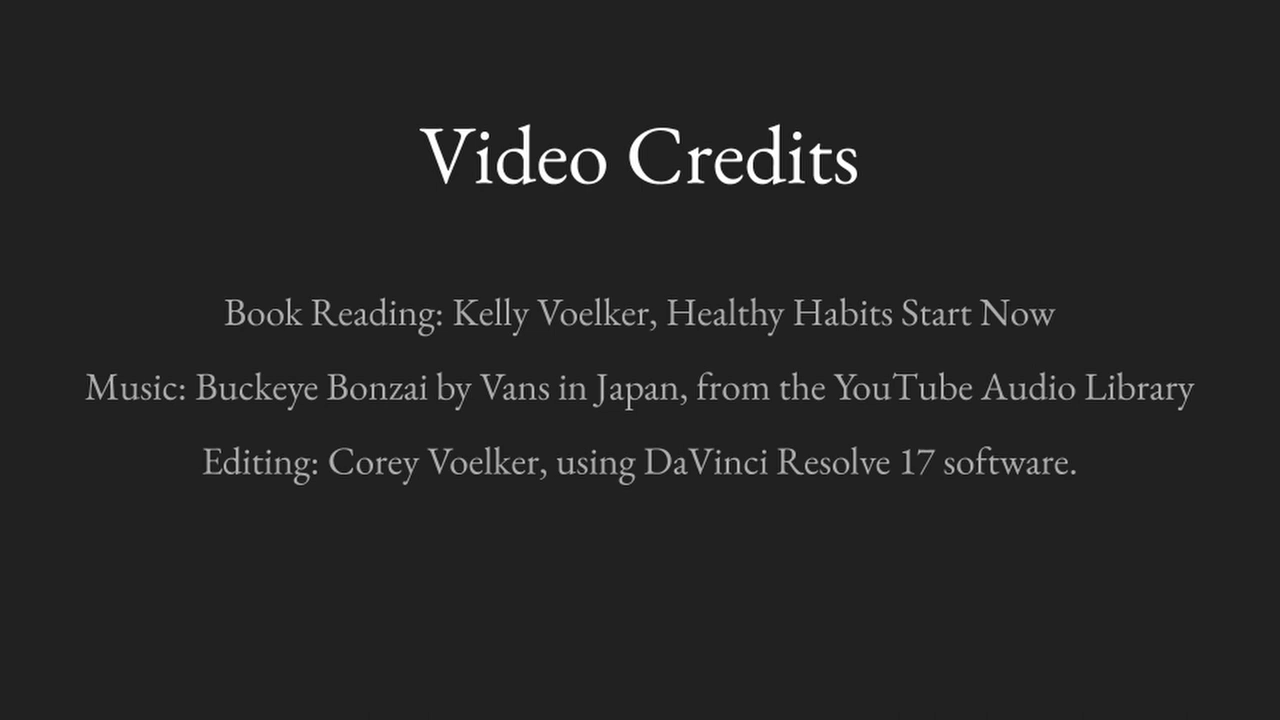 Video Credits
Book Reading: Kelly Voelker, Healthy Habits Start Now
Music: Buckeye Bonzai by Vans in Japan, from the YouTube Audio Library
Editing: Corey Voelker, using DaVinci Resolve 17 software.